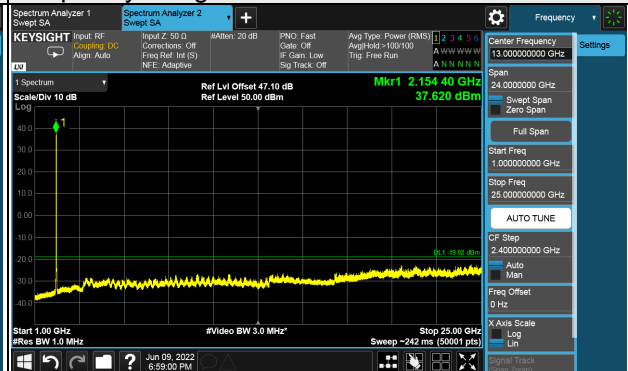 Spectrum Analyzer 1
Swept SA
Spectrum Analyzer 2
Swept SA
+
Frequency
KEYSIGHT
Input: RF
Coupling: DC
Align: Auto
Input Z: 50 Ω
Corrections: Off
Freq Ref: Int (S)
NFE: Adaptive
#Atten: 20 dB
PNO: Fast
Gate: Off
IF Gain: Low
Sig Track: Off
Avg Type: Power (RMS)
Avg|Hold:>100/100
Trig: Free Run
1 2 3 4 5 6
A W W W W W
A N N N N N
LXI
1 Spectrum
Scale/Div 10 dB
Log
Ref Lvl Offset 47.10 dB
Ref Level 50.00 dBm
Mkr1 2.154 40 GHz
37.620 dBm
1
40.0
30.0
20.0
10.0
0.00
-10.0
-20.0
-30.0
-40.0
DL1 -19.02 dBm
Start 1.00 GHz
#Res BW 1.0 MHz
#Video BW 3.0 MHz*
Stop 25.00 GHz
Sweep ~242 ms (50001 pts)
?
Jun 09, 2022
6:59:00 PM
Center Frequency
13.000000000 GHz
Settings
Span
24.0000000 GHz
Swept Span
Zero Span
Full Span
Start Freq
1.000000000 GHz
Stop Freq
25.000000000 GHz
AUTO TUNE
CF Step
2.400000000 GHz
Auto
Man
Freq Offset
0 Hz
X Axis Scale
Log
Lin
Signal Track
(Span Zoom)